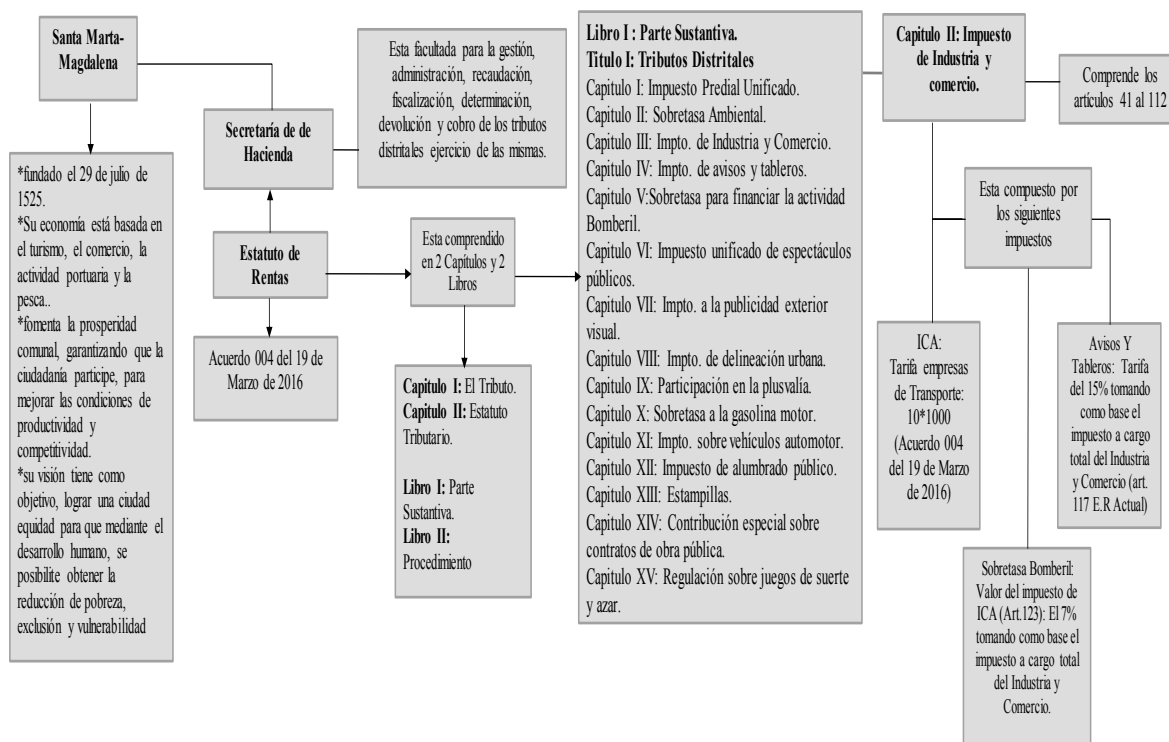 Santa Marta-
Magdalena
*fundado el 29 de julio de
1525.
*Su economía está basada en
el turismo, el comercio, la
actividad portuaria y la
pesca..
*fomenta la prosperidad
comunal, garantizando que la
ciudadanía participe, para
mejorar las condiciones de
productividad y
competitividad.
*su visión tiene como
objetivo, lograr una ciudad
equidad para que mediante el
desarrollo humano, se
posibilite obtener la
reducción de pobreza,
exclusión y vulnerabilidad
Secretaría de de
Hacienda
Esta facultada para la gestión,
administración, recaudación,
fiscalización, determinación,
devolución y cobro de los tributos
distritales ejercicio de las mismas.
Estatuto de
Rentas
Acuerdo 004 del 19 de
Marzo de 2016
Esta comprendido
en 2 Capítulos y 2
Libros
Capitulo I: El Tributo.
Capitulo II: Estatuto
Tributario.
Libro I: Parte
Sustantiva.
Libro II:
Procedimiento
Libro I : Parte Sustantiva.
Titulo I: Tributos Distritales
Capitulo I: Impuesto Predial Unificado.
Capitulo II: Sobretasa Ambiental.
Capitulo III: Impto. de Industria y Comercio.
Capitulo IV: Impto. de avisos y tableros.
Capitulo V:Sobretasa para financiar la actividad
Bomberil.
Capitulo VI: Impuesto unificado de espectáculos
públicos.
Capitulo VII: Impto. a la publicidad exterior
visual.
Capitulo VIII: Impto. de delineación urbana.
Capitulo IX: Participación en la plusvalía.
Capitulo X: Sobretasa a la gasolina motor.
Capitulo XI: Impto. sobre vehículos automotor.
Capitulo XII: Impuesto de alumbrado público.
Capitulo XIII: Estampillas.
Capitulo XIV: Contribución especial sobre
contratos de obra pública.
Capitulo XV: Regulación sobre juegos de suerte
y azar.
Capitulo II: Impuesto
de Industria y
comercio.
Comprende los
artículos 41 al 112
Esta compuesto por
los siguientes
impuestos
ICA:
Tarifa empresas
de Transporte:
10*1000
(Acuerdo 004
del 19 de Marzo
de 2016)
Avisos Y
Tableros: Tarifa
del 15% tomando
como base el
impuesto a cargo
total del Industria
y Comercio (art.
117 E.R Actual)
Sobretasa Bomberil:
Valor del impuesto de
ICA (Art.123): El 7%
tomando como base el
impuesto a cargo total
del Industria y
Comercio.